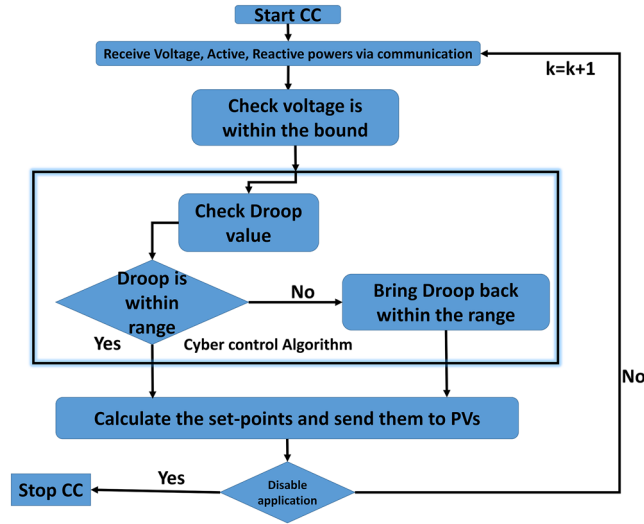 Start CC
Receive Voltage, Active, Reactive powers via communication
k=k+1
Check voltage is
within the bound
Check Droop
value
Droop is
within
range
No
Bring Droop back
within the range
Yes
Cyber control Algorithm
No
Calculate the set-points and send them to PVs
Yes
Stop CC
Disable
application